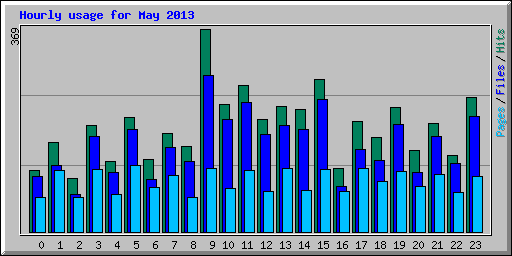 Hourly usage for May 2013
369
Pages/Files/Hits
0 1 2 3 4 5 6 7 8 9 10 11 12 13 14 15 16 17 18 19 20 21 22 23